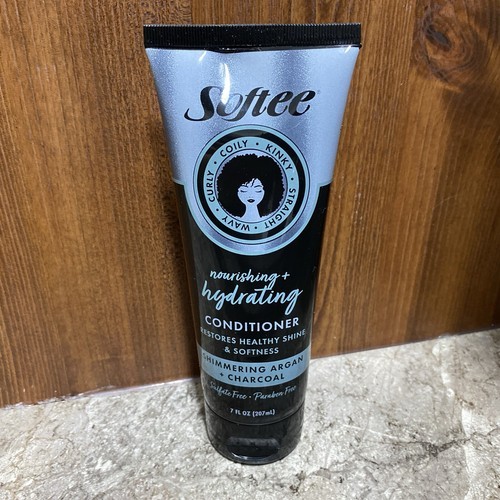 Softee
WAVY • CURLY • COILY • KINKY • STRAIGHT •
nourishing +
hydrating
CONDITIONER
RESTORES HEALTHY SHINE
& SOFTNESS
SHIMMERING ARGAN
+ CHARCOAL
Sulfate Free • Paraben Free
7 FL OZ (207mL)